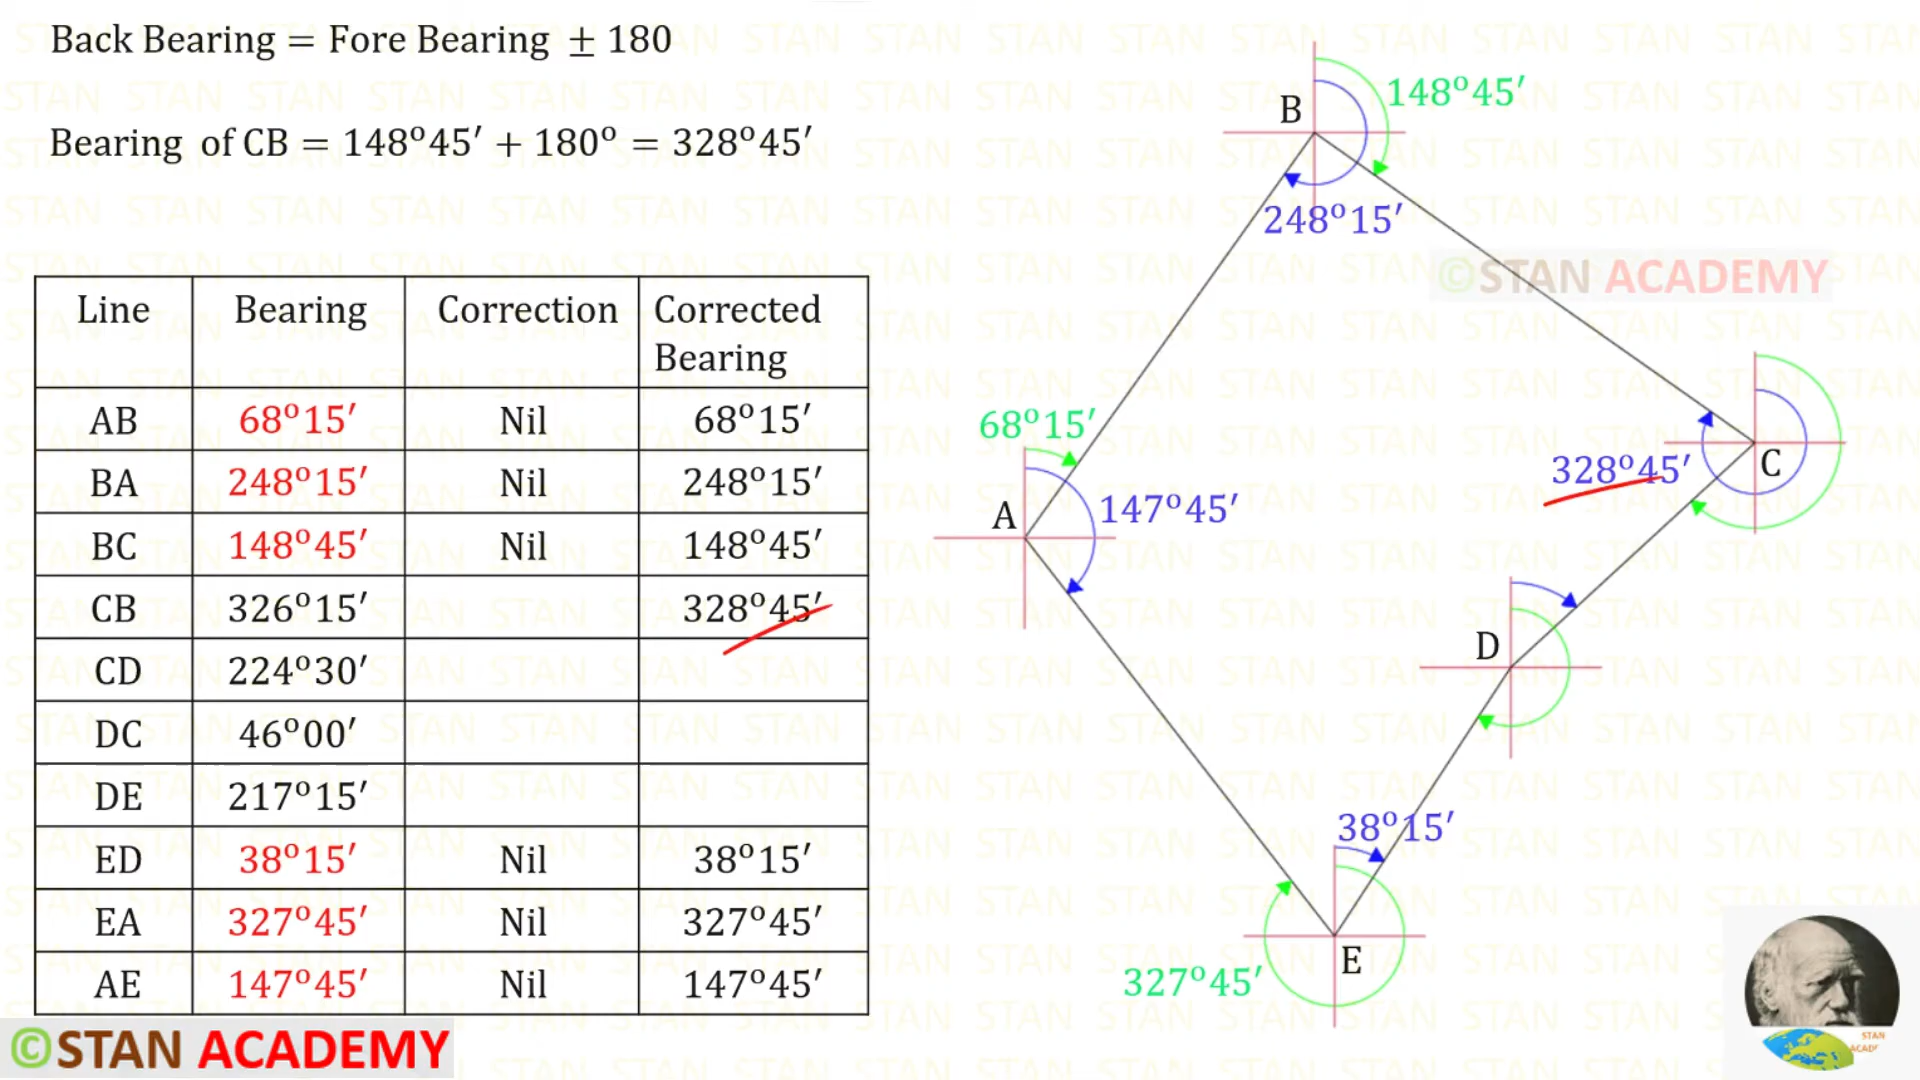 Back Bearing = Fore Bearing ± 180
Bearing of CB = 148°45′ + 180° = 328°45′
Line Bearing Correction Corrected Bearing
AB 68°15′ Nil 68°15′
BA 248°15′ Nil 248°15′
BC 148°45′ Nil 148°45′
CB 326°15′ 328°45′
CD 224°30′
DC 46°00′
DE 217°15′
ED 38°15′ Nil 38°15′
EA 327°45′ Nil 327°45′
AE 147°45′ Nil 147°45′
©STAN ACADEMY
B
148°45′
248°15′
©STAN ACADEMY
68°15′
A
147°45′
328°45′
C
D
38°15′
E
327°45′
STAN